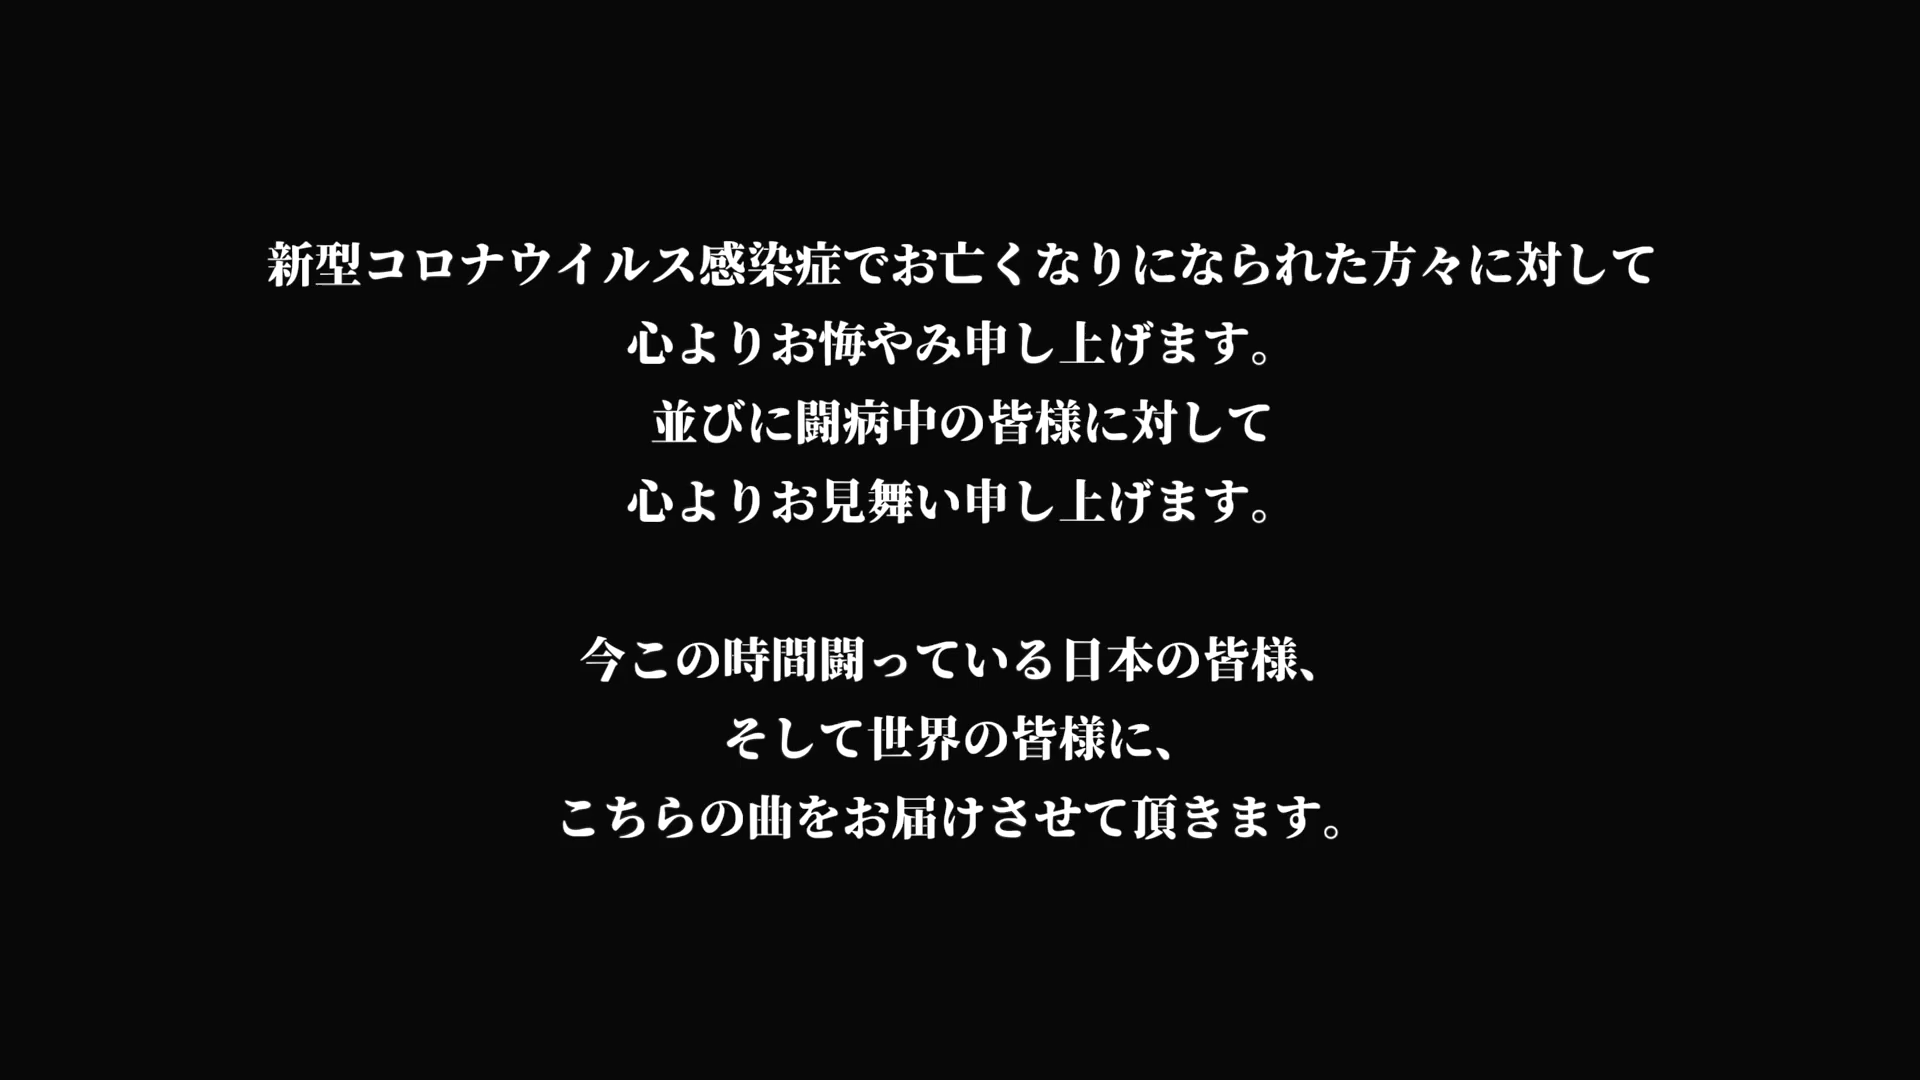 新型コロナウイルス感染症でお亡くなりになられた方々に対して
心よりお悔やみ申し上げます。
並びに闘病中の皆様に対して
心よりお見舞い申し上げます。
今この時間闘っている日本の皆様、
そして世界の皆様に、
こちらの曲をお届けさせて頂きます。